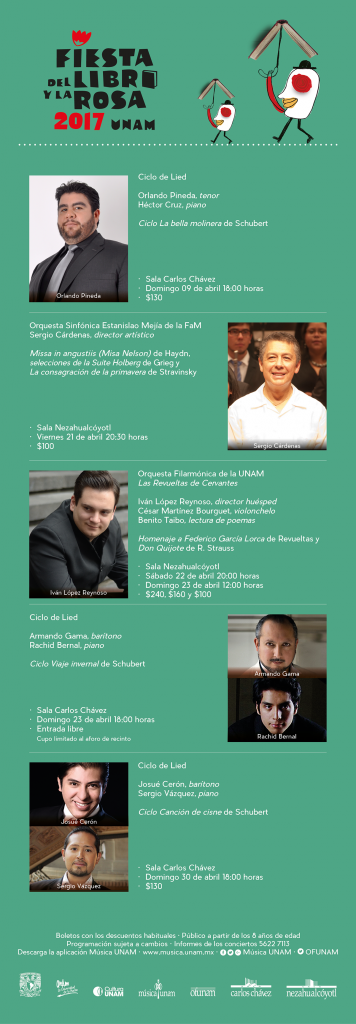 FIESTA
DEL LIBRO
Y LA ROSA
2017 UNAM
Ciclo de Lied
Orlando Pineda, tenor
Héctor Cruz, piano
Ciclo La bella molinera de Schubert
· Sala Carlos Chávez
· Domingo 09 de abril 18:00 horas
· $130
Orlando Pineda
Orquesta Sinfónica Estanislao Mejía de la FaM
Sergio Cárdenas, director artístico
Missa in angustiis (Misa Nelson) de Haydn,
selecciones de la Suite Holberg de Grieg y
La consagración de la primavera de Stravinsky
· Sala Nezahualcóyotl
· Viernes 21 de abril 20:30 horas
· $100
Sergio Cárdenas
Orquesta Filarmónica de la UNAM
Las Revueltas de Cervantes
Iván López Reynoso, director huésped
César Martínez Bourguet, violonchelo
Benito Taibo, lectura de poemas
Homenaje a Federico García Lorca de Revueltas y
Don Quijote de R. Strauss
· Sala Nezahualcóyotl
· Sábado 22 de abril 20:00 horas
· Domingo 23 de abril 12:00 horas
· $240, $160 y $100
Iván López Reynoso
Ciclo de Lied
Armando Gama, barítono
Rachid Bernal, piano
Ciclo Viaje invernal de Schubert
· Sala Carlos Chávez
· Domingo 23 de abril 18:00 horas
· Entrada libre
Cupo limitado al aforo de recinto
Armando Gama
Rachid Bernal
Ciclo de Lied
Josué Cerón, barítono
Sergio Vázquez, piano
Ciclo Canción de cisne de Schubert
· Sala Carlos Chávez
· Domingo 30 de abril 18:00 horas
· $130
Josué Cerón
Sergio Vázquez
Boletos con los descuentos habituales · Público a partir de los 8 años de edad
Programación sujeta a cambios · Informes de los conciertos 5622 7113
Descarga la aplicación Música UNAM · www.musica.unam.mx · Música UNAM · OFUNAM
Cultura
UNAM
música unam
ofunam
carlos chávez
nezahualcóyotl